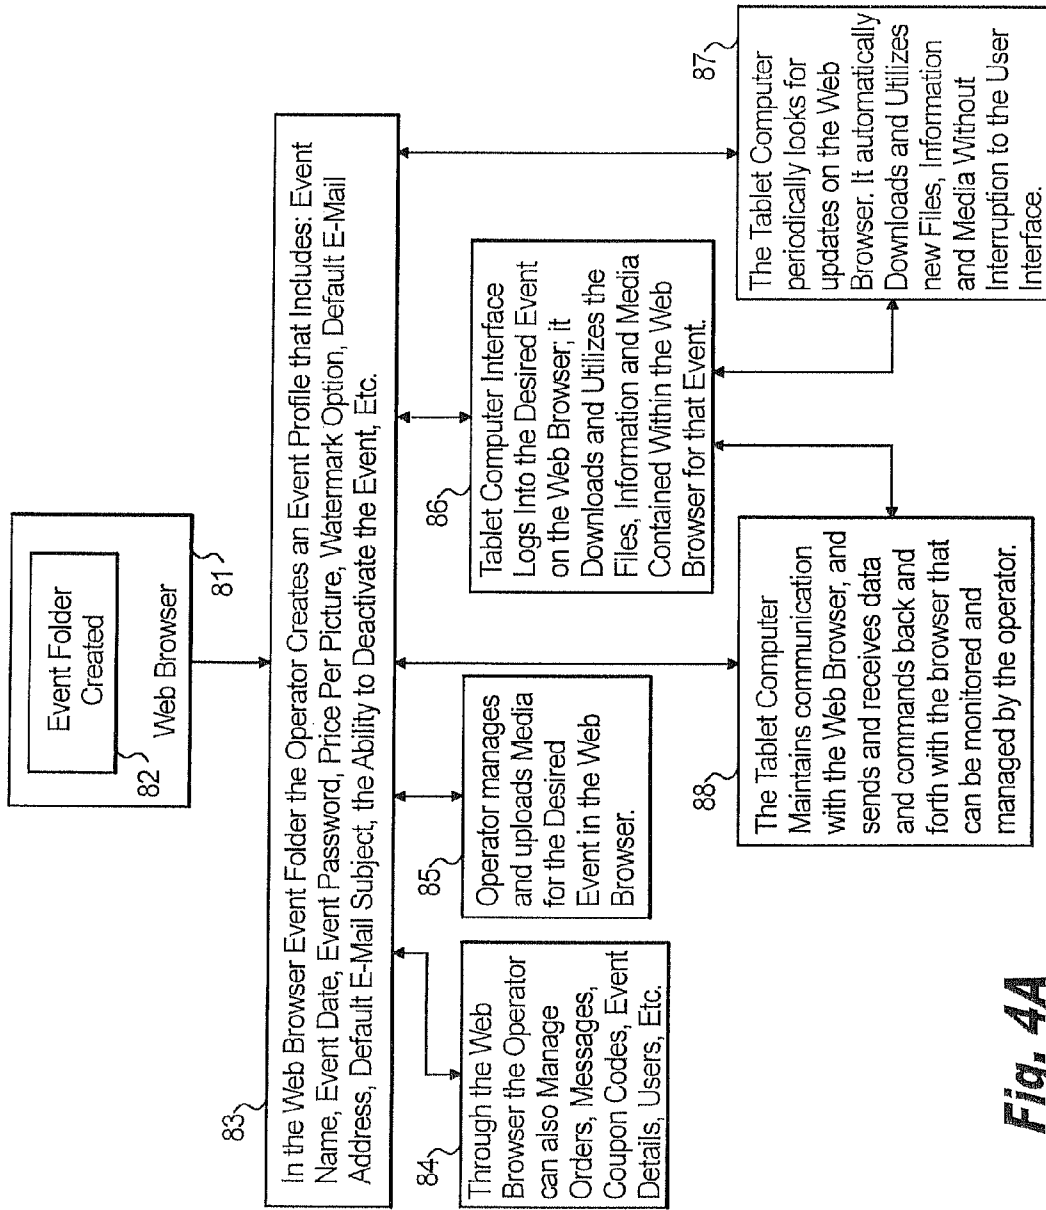 Event Folder
Created
82
Web Browser
81
83
In the Web Browser Event Folder the Operator Creates an Event Profile that Includes: Event
Name, Event Date, Event Password, Price Per Picture, Watermark Option, Default E-Mail
Address, Default E-Mail Subject, the Ability to Deactivate the Event, Etc.
84
Through the Web
Browser the Operator
can also Manage
Orders, Messages,
Coupon Codes, Event
Details, Users, Etc.
85
Operator manages
and uploads Media
for the Desired
Event in the Web
Browser.
86
Tablet Computer Interface
Logs Into the Desired Event
on the Web Browser; it
Downloads and Utilizes the
Files, Information and Media
Contained Within the Web
Browser for that Event.
87
The Tablet Computer
periodically looks for
updates on the Web
Browser. It automatically
Downloads and Utilizes
new Files, Information
and Media Without
Interruption to the User
Interface.
88
The Tablet Computer
Maintains communication
with the Web Browser, and
sends and receives data
and commands back and
forth with the browser that
can be monitored and
managed by the operator.
Fig. 4A